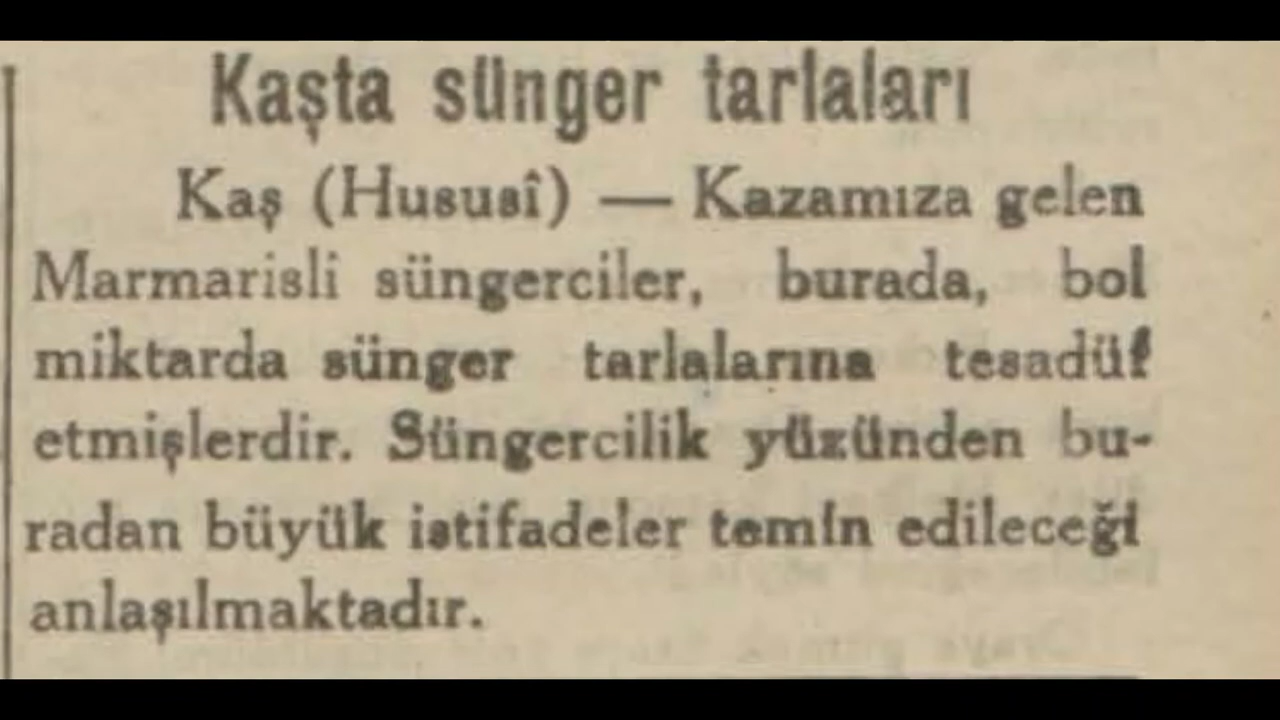 Kaşta sünger tarlaları
Kaş (Hususî) — Kazamıza gelen
Marmarisli süngerciler, burada, bol
miktarda sünger tarlalarına tesadüf
etmişlerdir. Süngercilik yüzünden bu-
radan büyük istifadeler temin edileceği
anlaşılmaktadır.